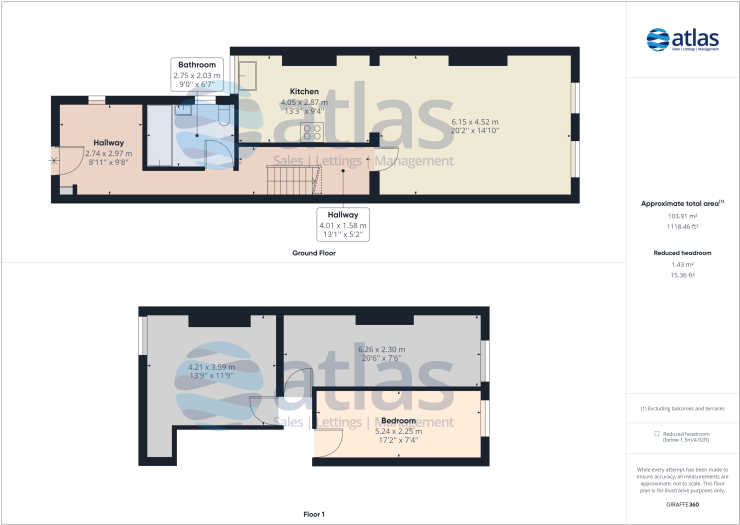 Bathroom
2.75 x 2.03 m
9'0" x 6'7"
Kitchen
4.05 x 2.87 m
13'3" x 9'4"
6.15 x 4.52 m
20'2" x 14'10"
Hallway
2.74 x 2.97 m
8'11" x 9'8"
atlas
Sales | Lettings | Management
Hallway
4.01 x 1.58 m
13'1" x 5'2"
Ground Floor
4.21 x 3.59 m
13'9" x 11'9"
6.26 x 2.30 m
20'6" x 7'6"
atlas
Sales | Lettings | Management
Bedroom
5.24 x 2.25 m
17'2" x 7'4"
Floor 1
atlas
Sales | Lettings | Management
Approximate total area(1)
103.91 m²
1118.46 ft²
Reduced headroom
1.43 m²
15.36 ft²
(1) Excluding balconies and terraces
Reduced headroom
(below 1.5m/4.92ft)
While every attempt has been made to
ensure accuracy, all measurements are
approximate, not to scale. This floor
plan is for illustrative purposes only.
GIRAFFE360